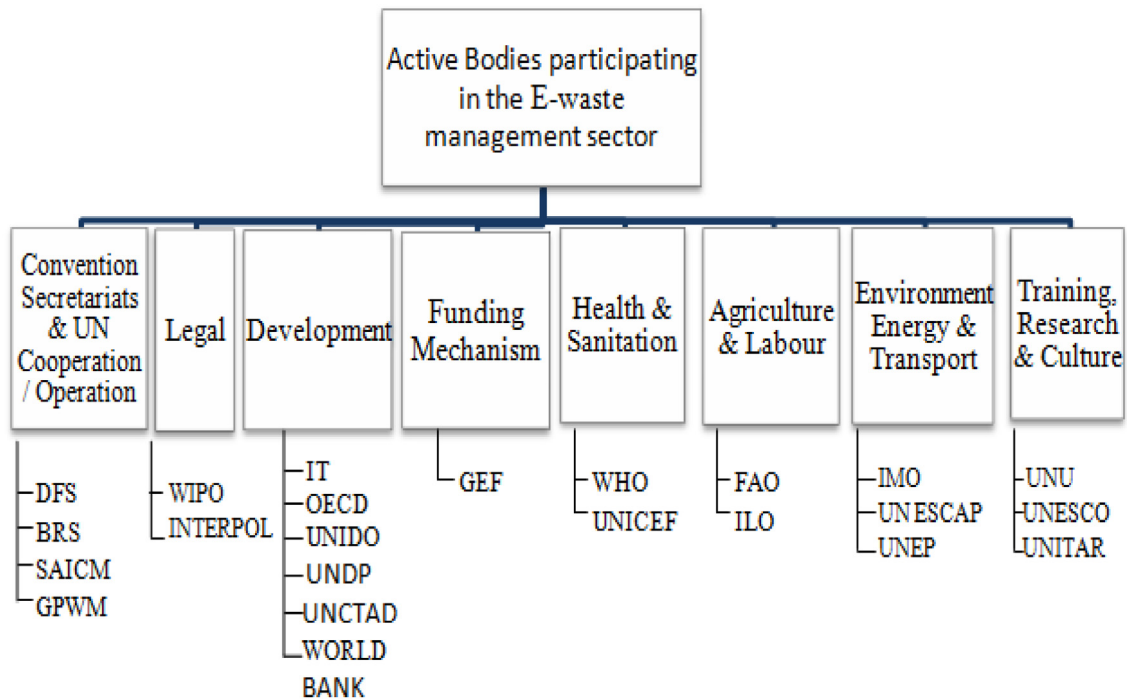 Active Bodies participating
in the E-waste
management sector
Convention
Secretariats
& UN
Cooperation
/ Operation
Legal
Development
Funding
Mechanism
Health &
Sanitation
Agriculture
& Labour
Environment
Energy &
Transport
Training,
Research
& Culture
DFS
BRS
SAICM
GPWM
WIPO
INTERPOL
IT
OECD
UNIDO
UNDP
UNCTAD
WORLD
BANK
GEF
WHO
UNICEF
FAO
ILO
IMO
UNESCAP
UNEP
UNU
UNESCO
UNITAR